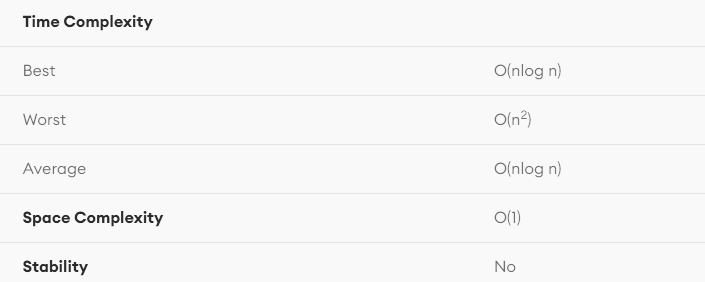 Time Complexity
Best O(nlog n)
Worst O(n²)
Average O(nlog n)
Space Complexity O(1)
Stability No